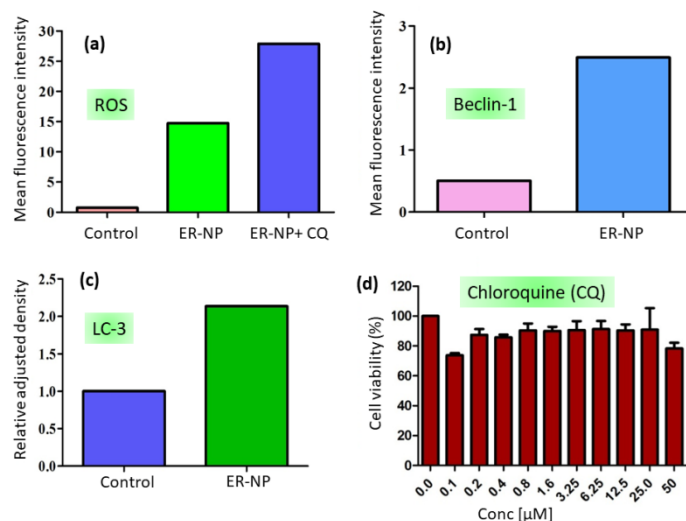 (a)
ROS
Mean fluorescence intensity
30
25
20
15
10
5
0
Control ER-NP ER-NP+ CQ
(b)
Beclin-1
Mean fluorescence intensity
3
2
1
0
Control ER-NP
(c)
LC-3
Relative adjusted density
2.5
2.0
1.5
1.0
0.5
0.0
Control ER-NP
(d)
Chloroquine (CQ)
Cell viability (%)
120
100
80
60
40
20
0
0.0 0.1 0.2 0.4 0.8 1.6 3.25 6.25 12.5 25.0 50
Conc [µM]